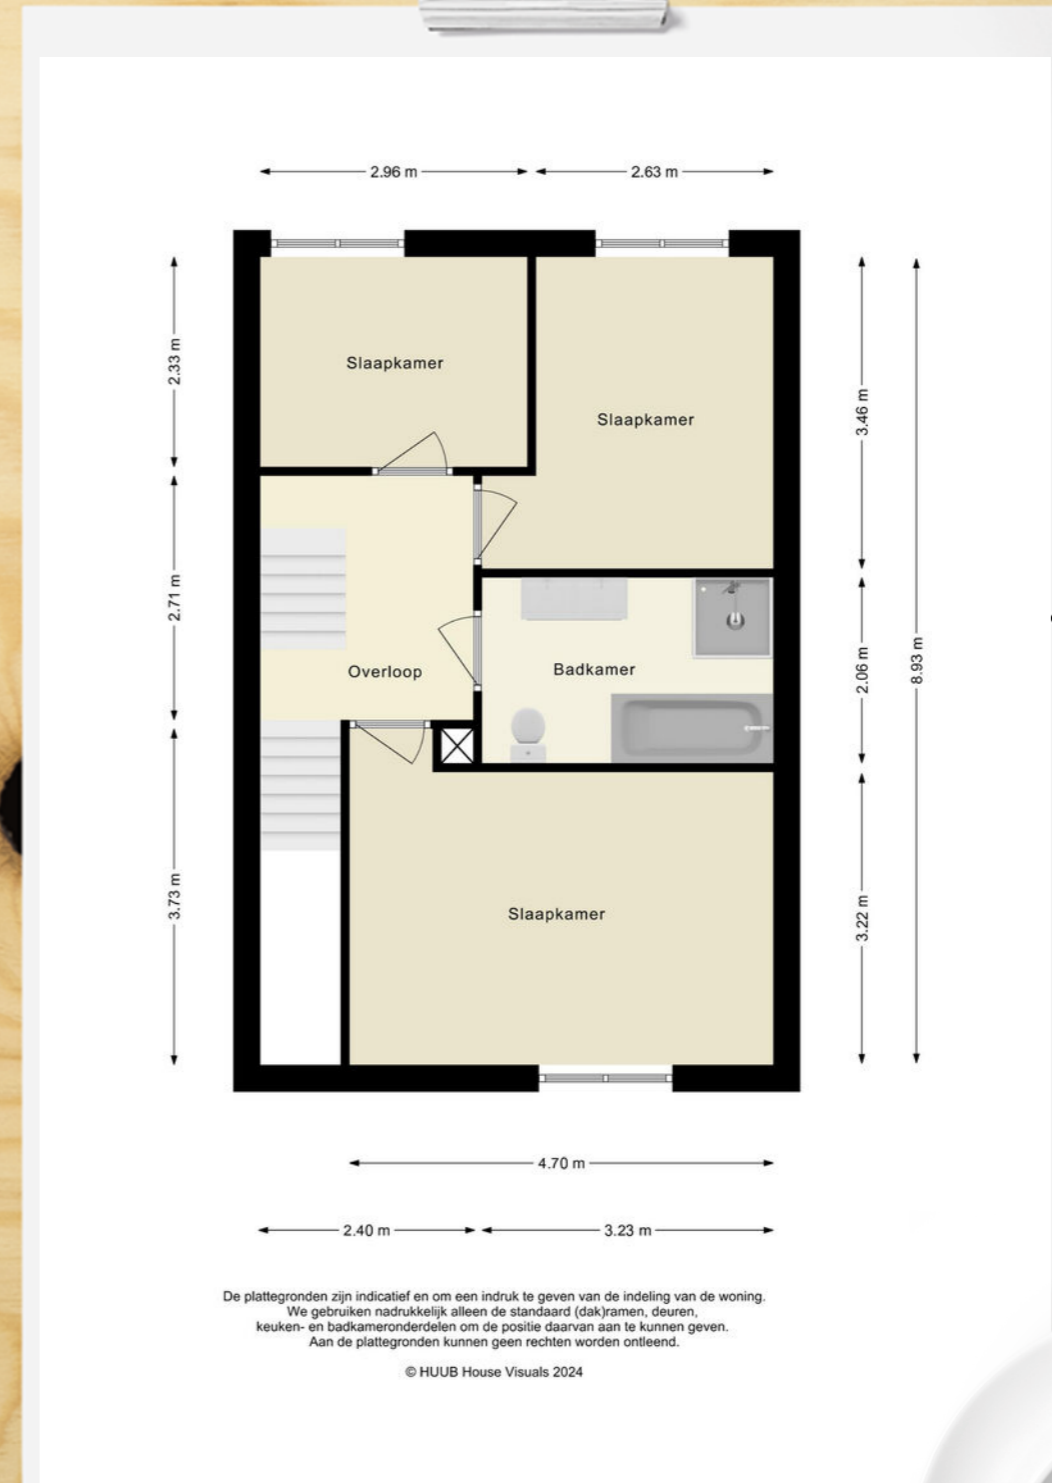 2.96 m
2.63 m
2.33 m
Slaapkamer
Slaapkamer
3.46 m
2.71 m
Overloop
Badkamer
2.06 m
8.93 m
3.73 m
Slaapkamer
3.22 m
4.70 m
2.40 m
3.23 m
De plattegronden zijn indicatief en om een indruk te geven van de indeling van de woning.
We gebruiken nadrukkelijk alleen de standaard (dak)ramen, deuren,
keuken- en badkameronderdelen om de positie daarvan aan te kunnen geven.
Aan de plattegronden kunnen geen rechten worden ontleend.
© HUUB House Visuals 2024